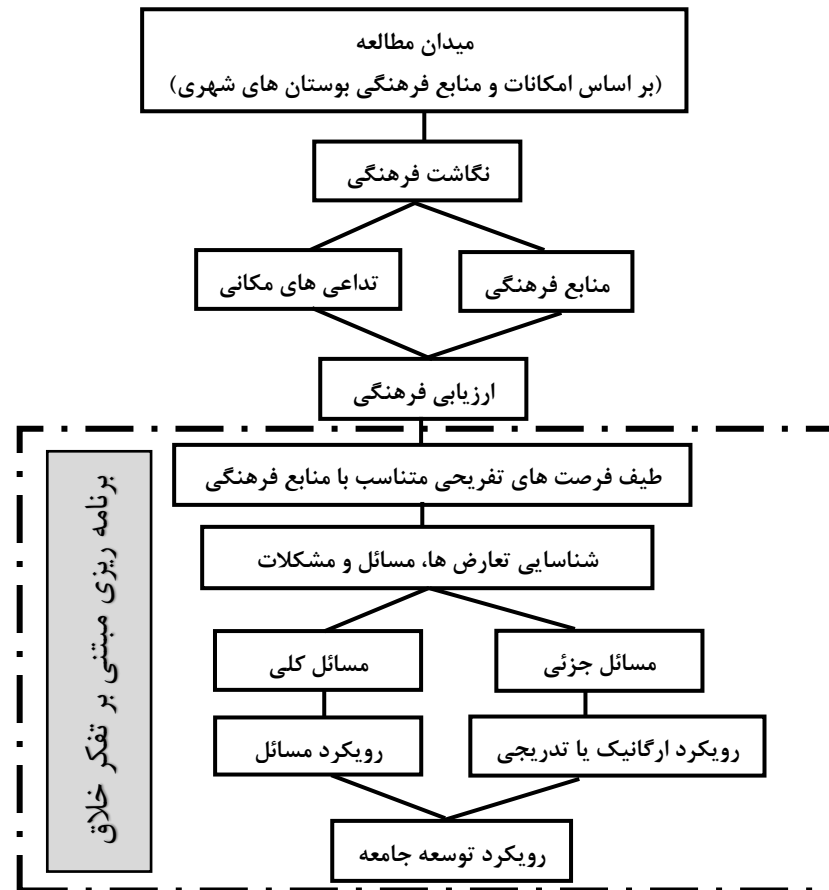 میدان مطالعه
(بر اساس امکانات و منابع فرهنگی بوستان های شهری)
نگاشت فرهنگی
منابع فرهنگی
تداعی های مکانی
ارزیابی فرهنگی
برنامه ریزی مبتنی بر تفکر خلاق
طیف فرصت های تفریحی متناسب با منابع فرهنگی
شناسایی تعارض ها، مسائل و مشکلات
مسائل جزئی
مسائل کلی
رویکرد ارگانیک یا تدریجی
رویکرد مسائل
رویکرد توسعه جامعه